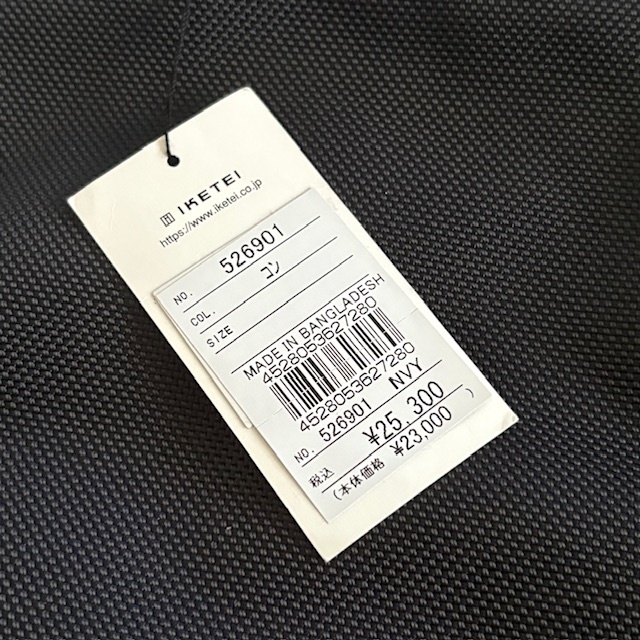 IKETEI
https://www.iketei.co.jp
NO. 526901
COL. コン
SIZE
MADE IN BANGLADESH
4528053627280
4528053627280
NO. 526901 NVY
税込 ¥25,300
(本体価格 ¥23,000 )